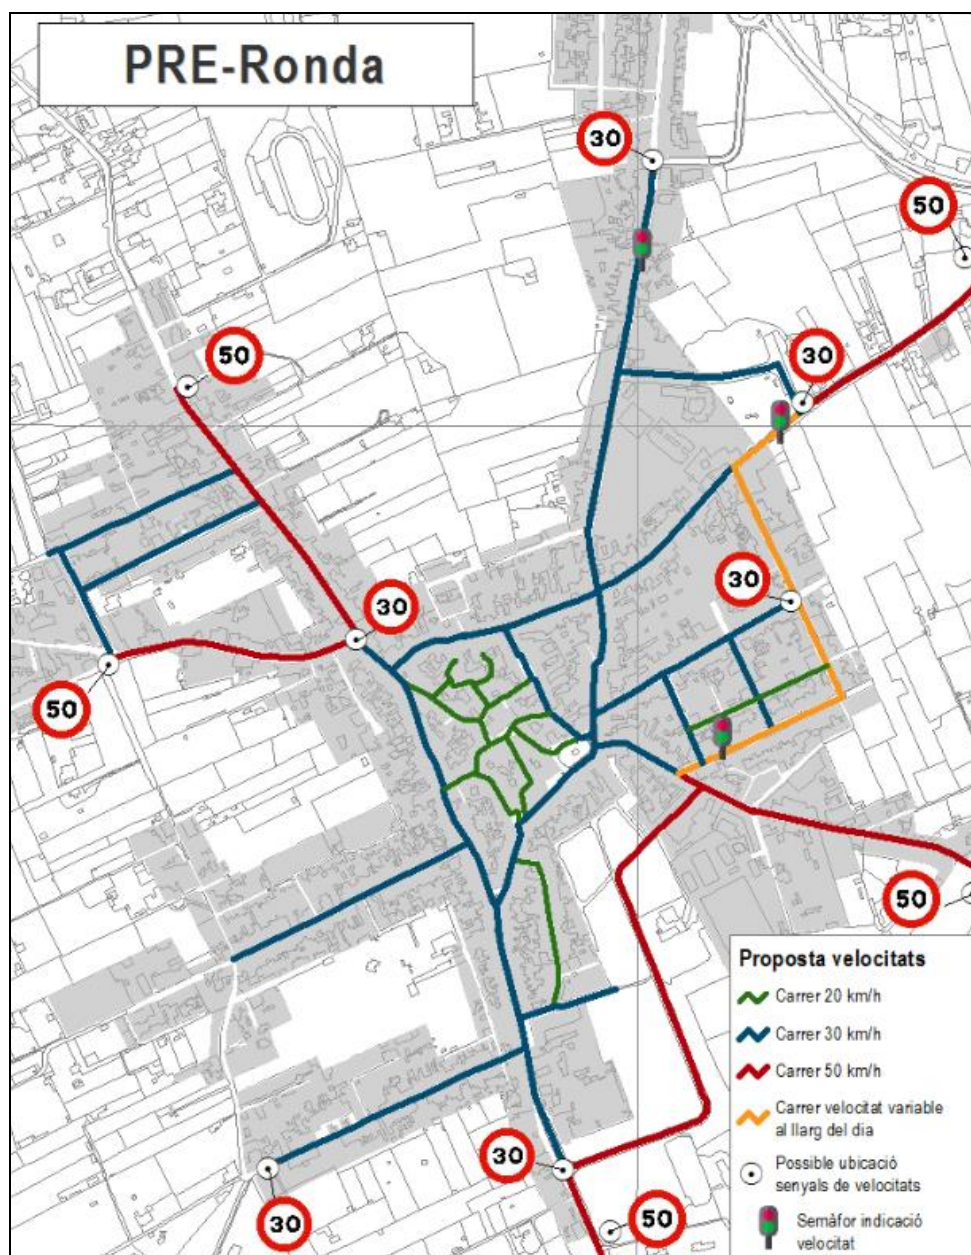 PRE-Ronda
30
50
50
30
30
30
50
50
Proposta velocitats
Carrer 20 km/h
Carrer 30 km/h
Carrer 50 km/h
Carrer velocitat variable
al llarg del dia
Possible ubicació
senyals de velocitats
30
30
50
Semàfor indicació
velocitat